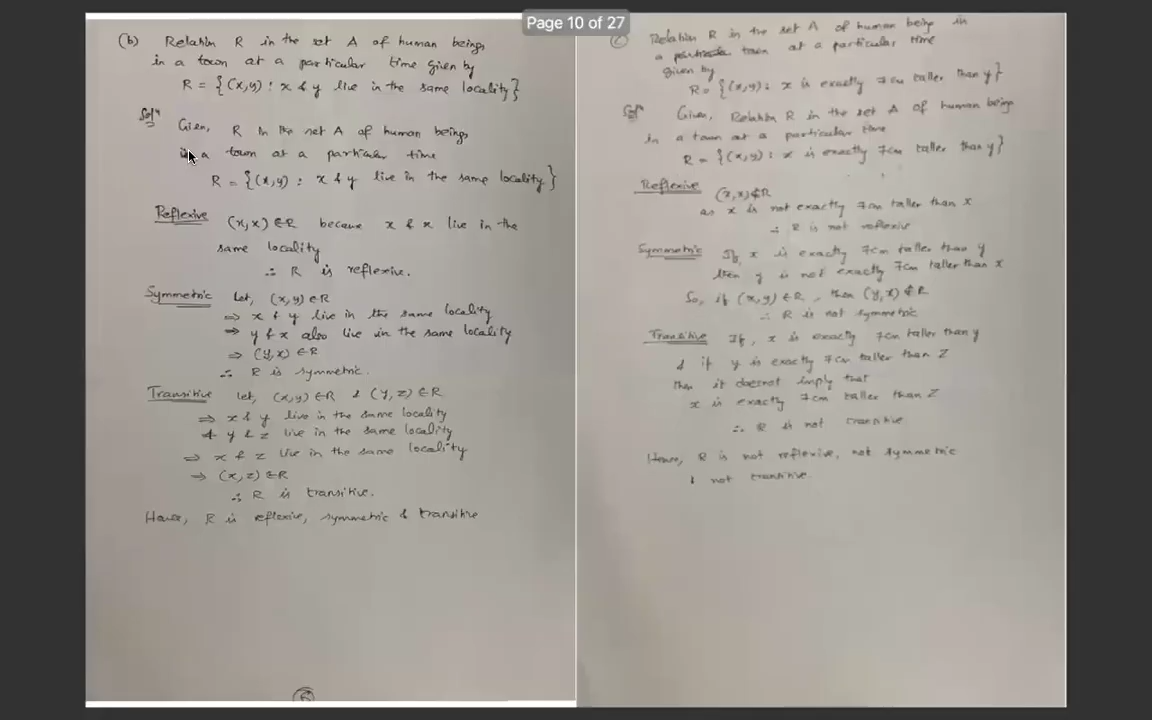 Page 10 of 27
(b) Relation R in the set A of human beings
in a town at a particular time given by
R = {(x,y) : x & y live in the same locality}
Solⁿ
Given, R in the set A of human beings
in a town at a particular time
R = {(x,y) : x & y live in the same locality}
Reflexive (x,x) ∈ R because x & x live in the
same locality
∴ R is reflexive.
Symmetric Let, (x,y) ∈ R
⇒ x & y live in the same locality
⇒ y & x also live in the same locality
⇒ (y,x) ∈ R
∴ R is symmetric.
Transitive Let, (x,y) ∈ R & (y,z) ∈ R
⇒ x & y live in the same locality
& y & z live in the same locality
⇒ x & z live in the same locality
⇒ (x,z) ∈ R
∴ R is transitive.
Hence, R is reflexive, symmetric & transitive
6
(c) Relation R in the set A of human being in
a town at a particular time
given by
R = {(x,y) : x is exactly 7cm taller than y}
Solⁿ Given, Relation R in the set A of human being
in a town at a particular time
R = {(x,y) : x is exactly 7cm taller than y}
Reflexive (x,x) ∉ R
as x is not exactly 7cm taller than x
∴ R is not reflexive
Symmetric If, x is exactly 7cm taller than y
then y is not exactly 7cm taller than x
So, if (x,y) ∈ R, then (y,x) ∉ R
∴ R is not symmetric
Transitive If, x is exactly 7cm taller than y
& if y is exactly 7cm taller than z
then it doesnot imply that
x is exactly 7cm taller than z
∴ R is not transitive
Hence, R is not reflexive, not symmetric
& not transitive.